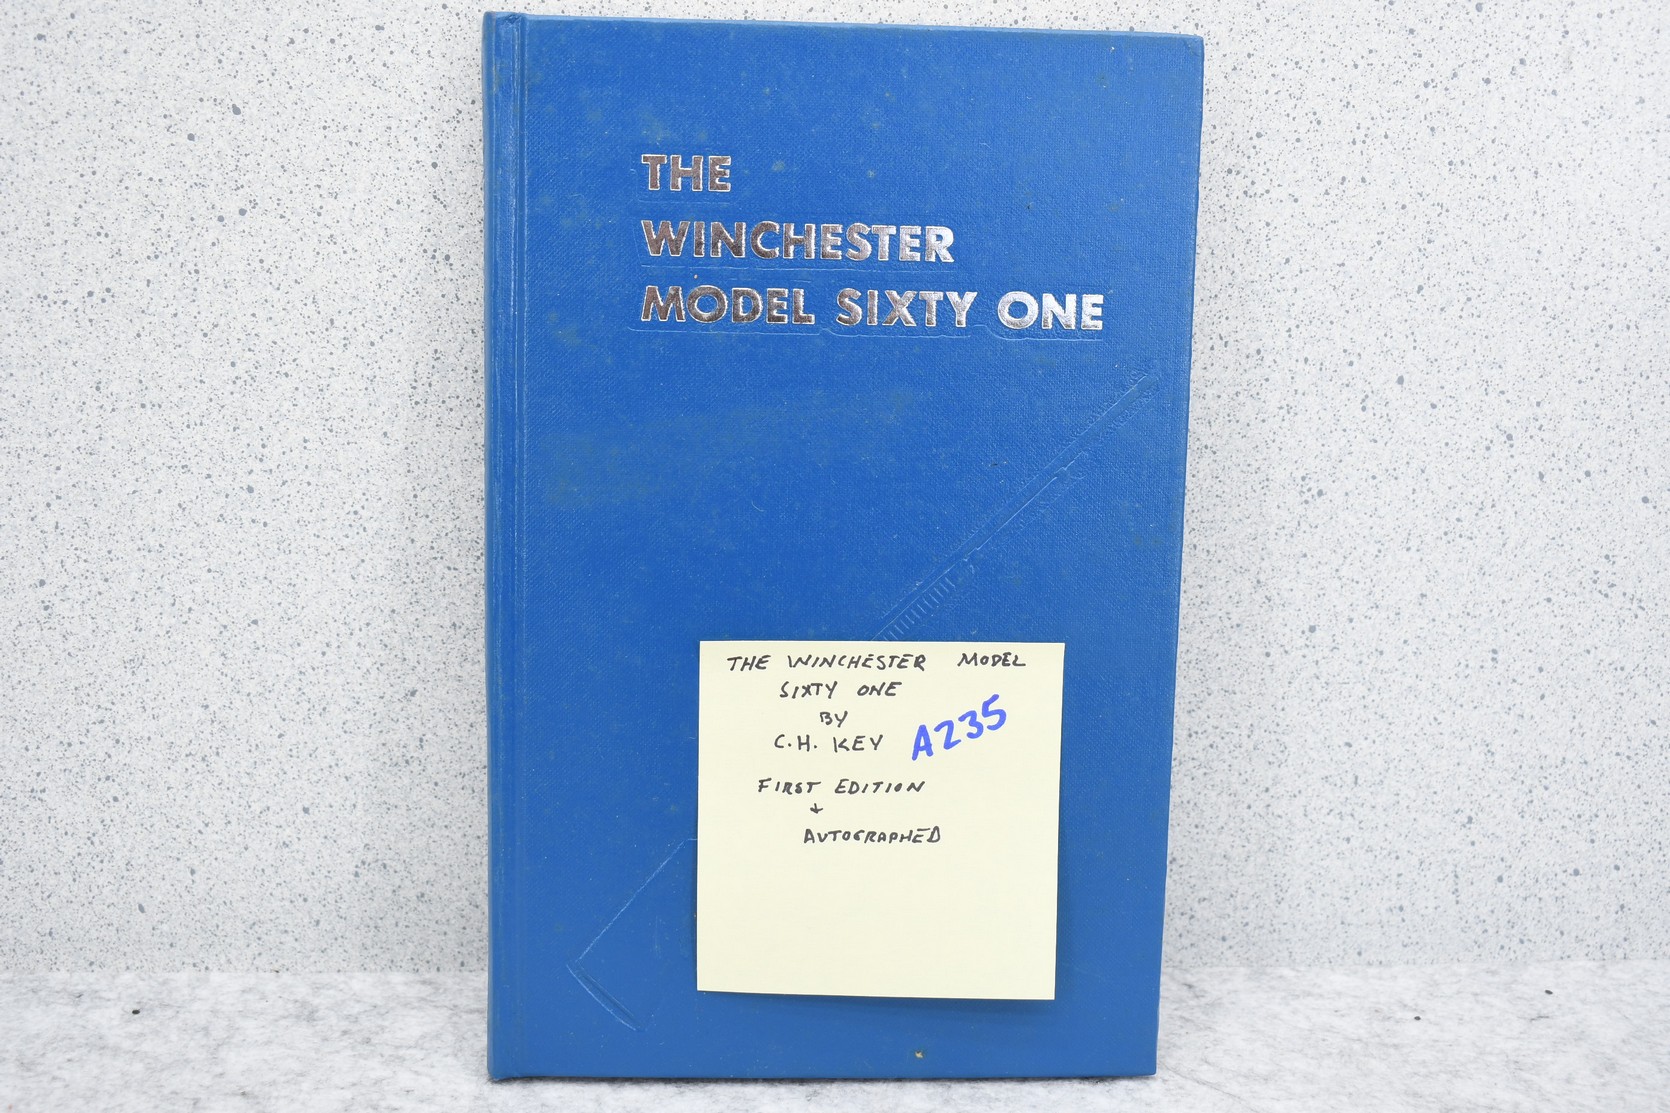 THE
WINCHESTER
MODEL SIXTY ONE
THE WINCHESTER MODEL
SIXTY ONE
BY
C.H. KEY
A235
FIRST EDITION
+
AUTOGRAPHED